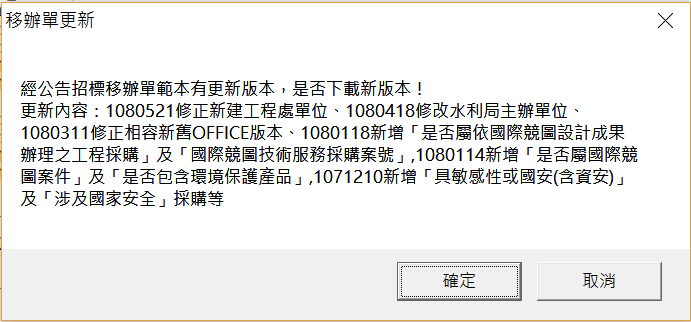 移辦單更新
經公告招標移辦單範本有更新版本，是否下載新版本！
更新內容：1080521修正新建工程處單位、1080418修改水利局主辦單位、
1080311修正相容新舊OFFICE版本、1080118新增「是否屬依國際競圖設計成果
辦理之工程採購」及「國際競圖技術服務採購案號」,1080114新增「是否屬國際競
圖案件」及「是否包含環境保護產品」,1071210新增「具敏感性或國安(含資安)」
及「涉及國家安全」採購等
確定
取消